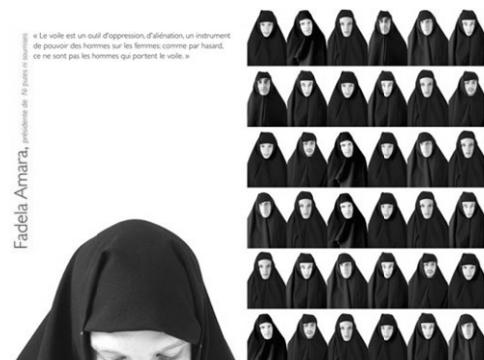 « Le voile est un outil d'oppression, d'aliénation, un instrument
de pouvoir des hommes sur les femmes: comme par hasard,
ce ne sont pas les hommes qui portent le voile. »
Fadela Amara, présidente de Ni putes ni soumises